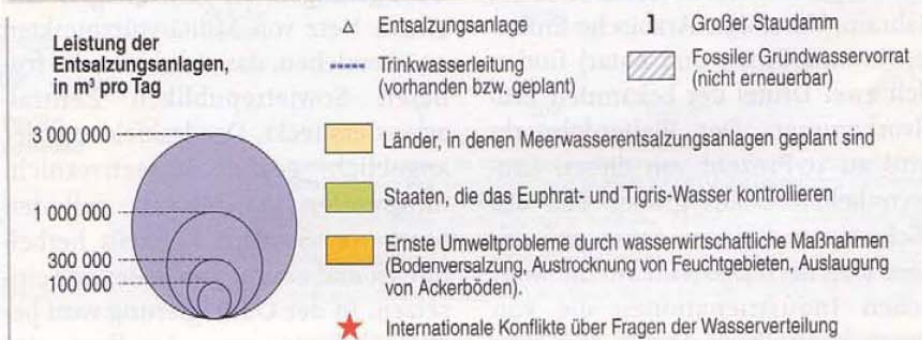 Leistung der
Entsalzungsanlagen,
in m³ pro Tag
3 000 000
1 000 000
300 000
100 000
Entsalzungsanlage
Trinkwasserleitung
(vorhanden bzw. geplant)
Großer Staudamm
Fossiler Grundwasservorrat
(nicht erneuerbar)
Länder, in denen Meerwasserentsalzungsanlagen geplant sind
Staaten, die das Euphrat- und Tigris-Wasser kontrollieren
Ernste Umweltprobleme durch wasserwirtschaftliche Maßnahmen
(Bodenversalzung, Austrocknung von Feuchtgebieten, Auslaugung
von Ackerböden).
Internationale Konflikte über Fragen der Wasserverteilung